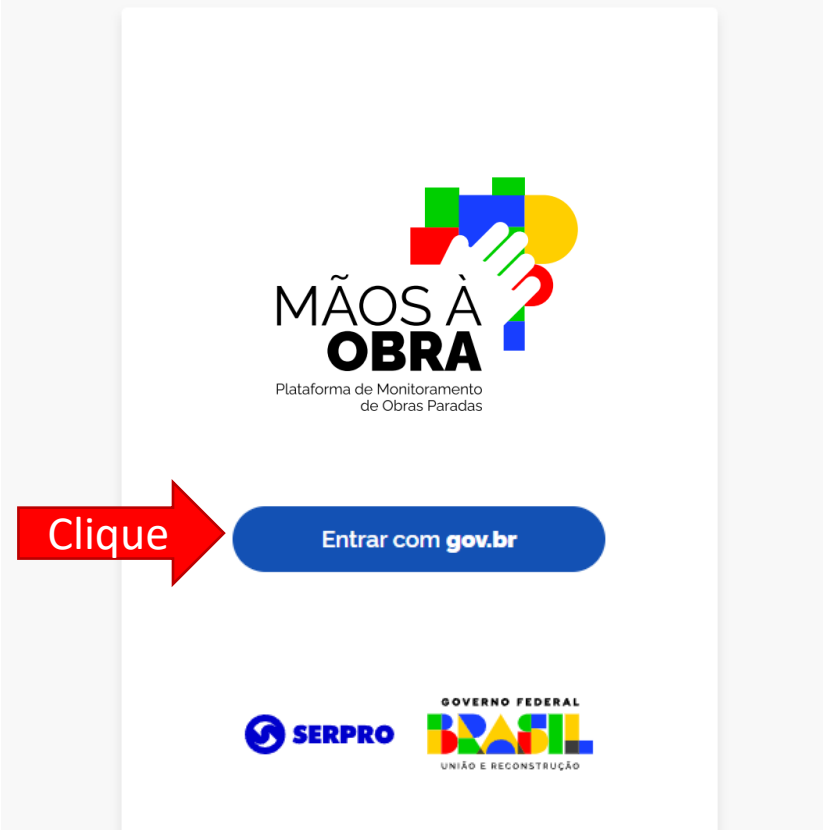 MÃOS À
OBRA
Plataforma de Monitoramento
de Obras Paradas
Clique
Entrar com gov.br
SERPRO
GOVERNO FEDERAL
BRASIL
UNIÃO E RECONSTRUÇÃO